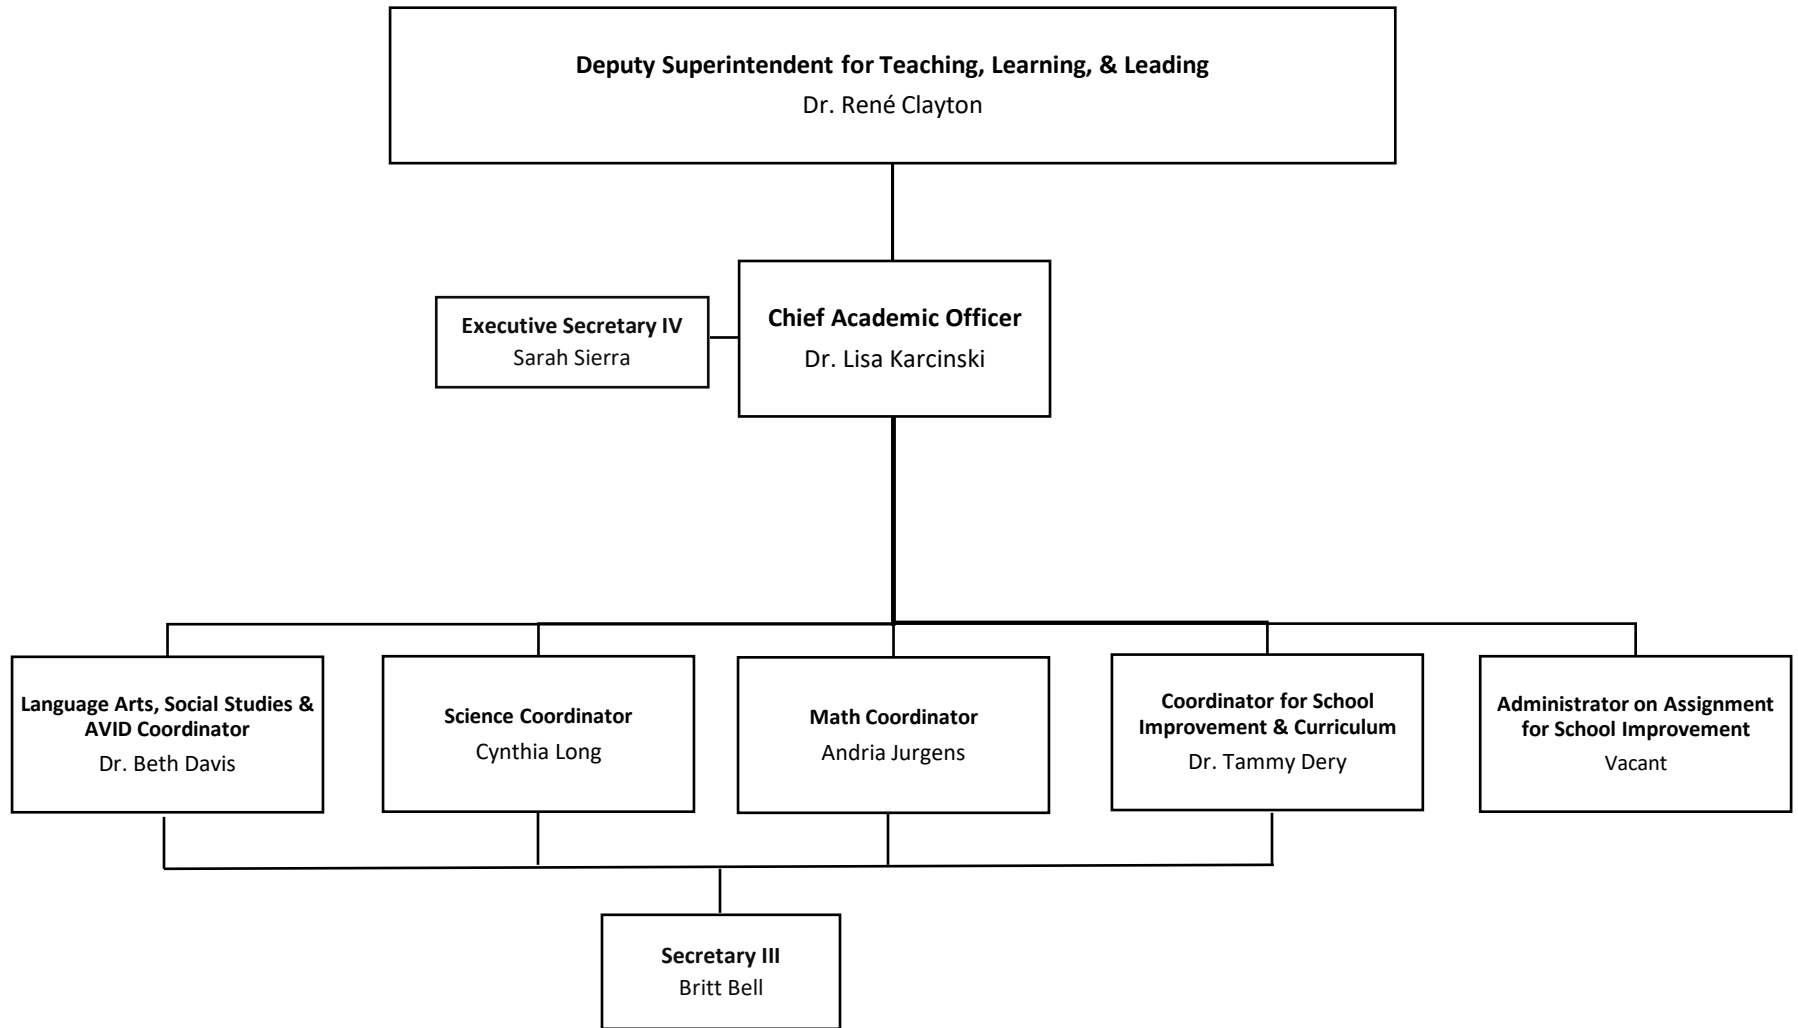 Deputy Superintendent for Teaching, Learning, & Leading
Dr. René Clayton
Executive Secretary IV
Sarah Sierra
Chief Academic Officer
Dr. Lisa Karcinski
Language Arts, Social Studies &
AVID Coordinator
Dr. Beth Davis
Science Coordinator
Cynthia Long
Math Coordinator
Andria Jurgens
Coordinator for School
Improvement & Curriculum
Dr. Tammy Dery
Administrator on Assignment
for School Improvement
Vacant
Secretary III
Britt Bell